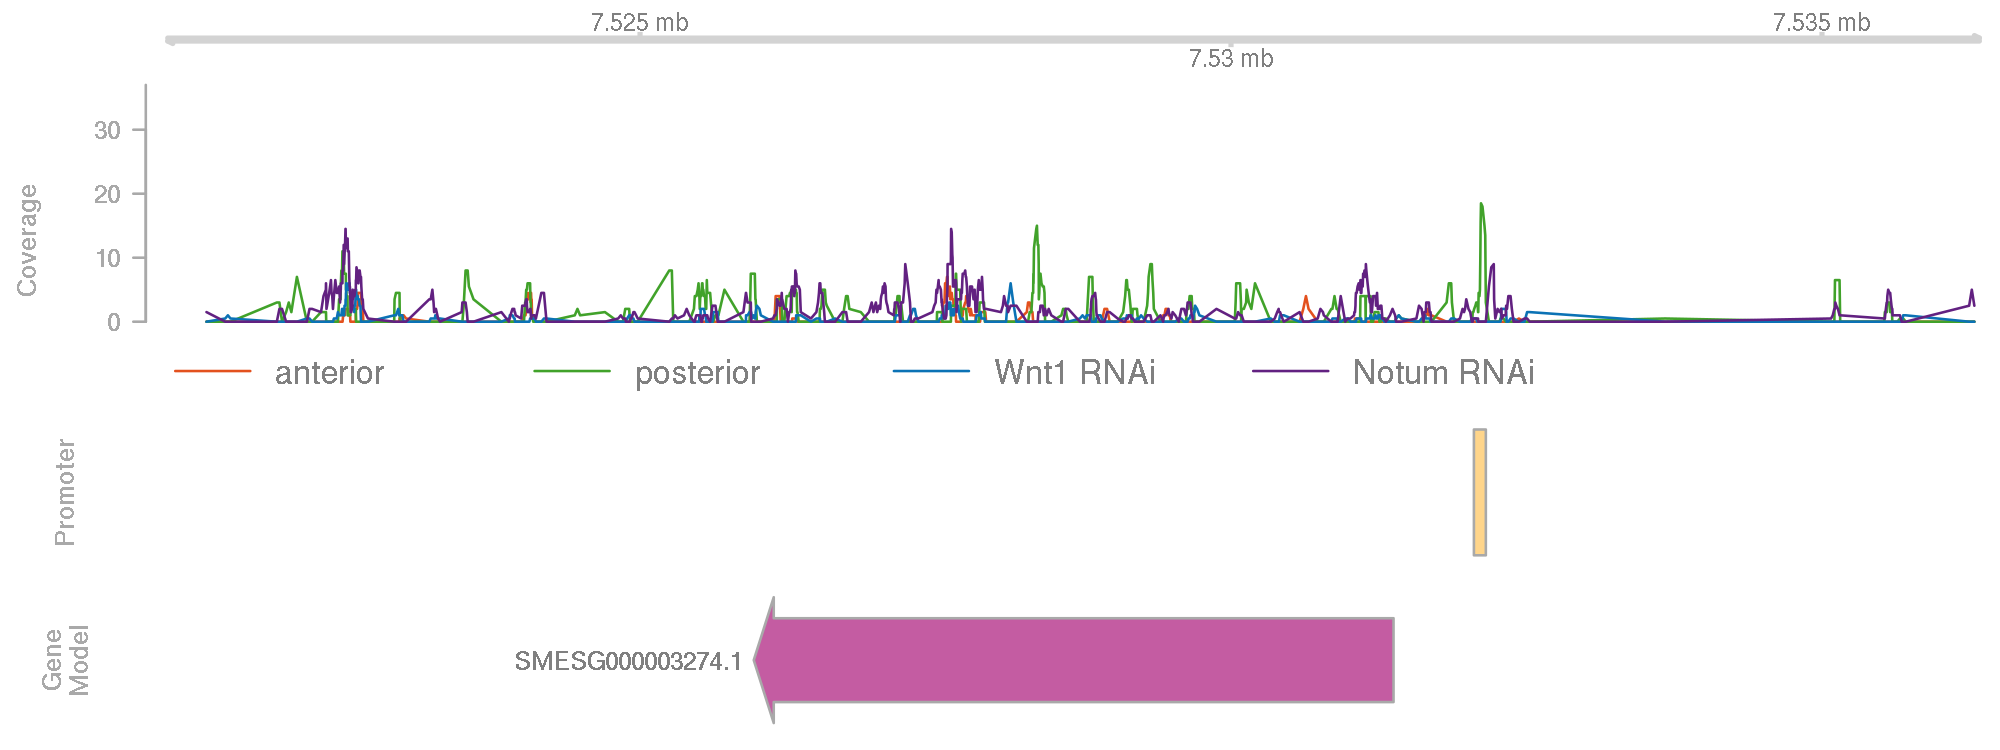 7.525 mb
7.535 mb
7.53 mb
Coverage
30
20
10
0
anterior
posterior
Wnt1 RNAi
Notum RNAi
Promoter
Gene
Model
SMESG000003274.1